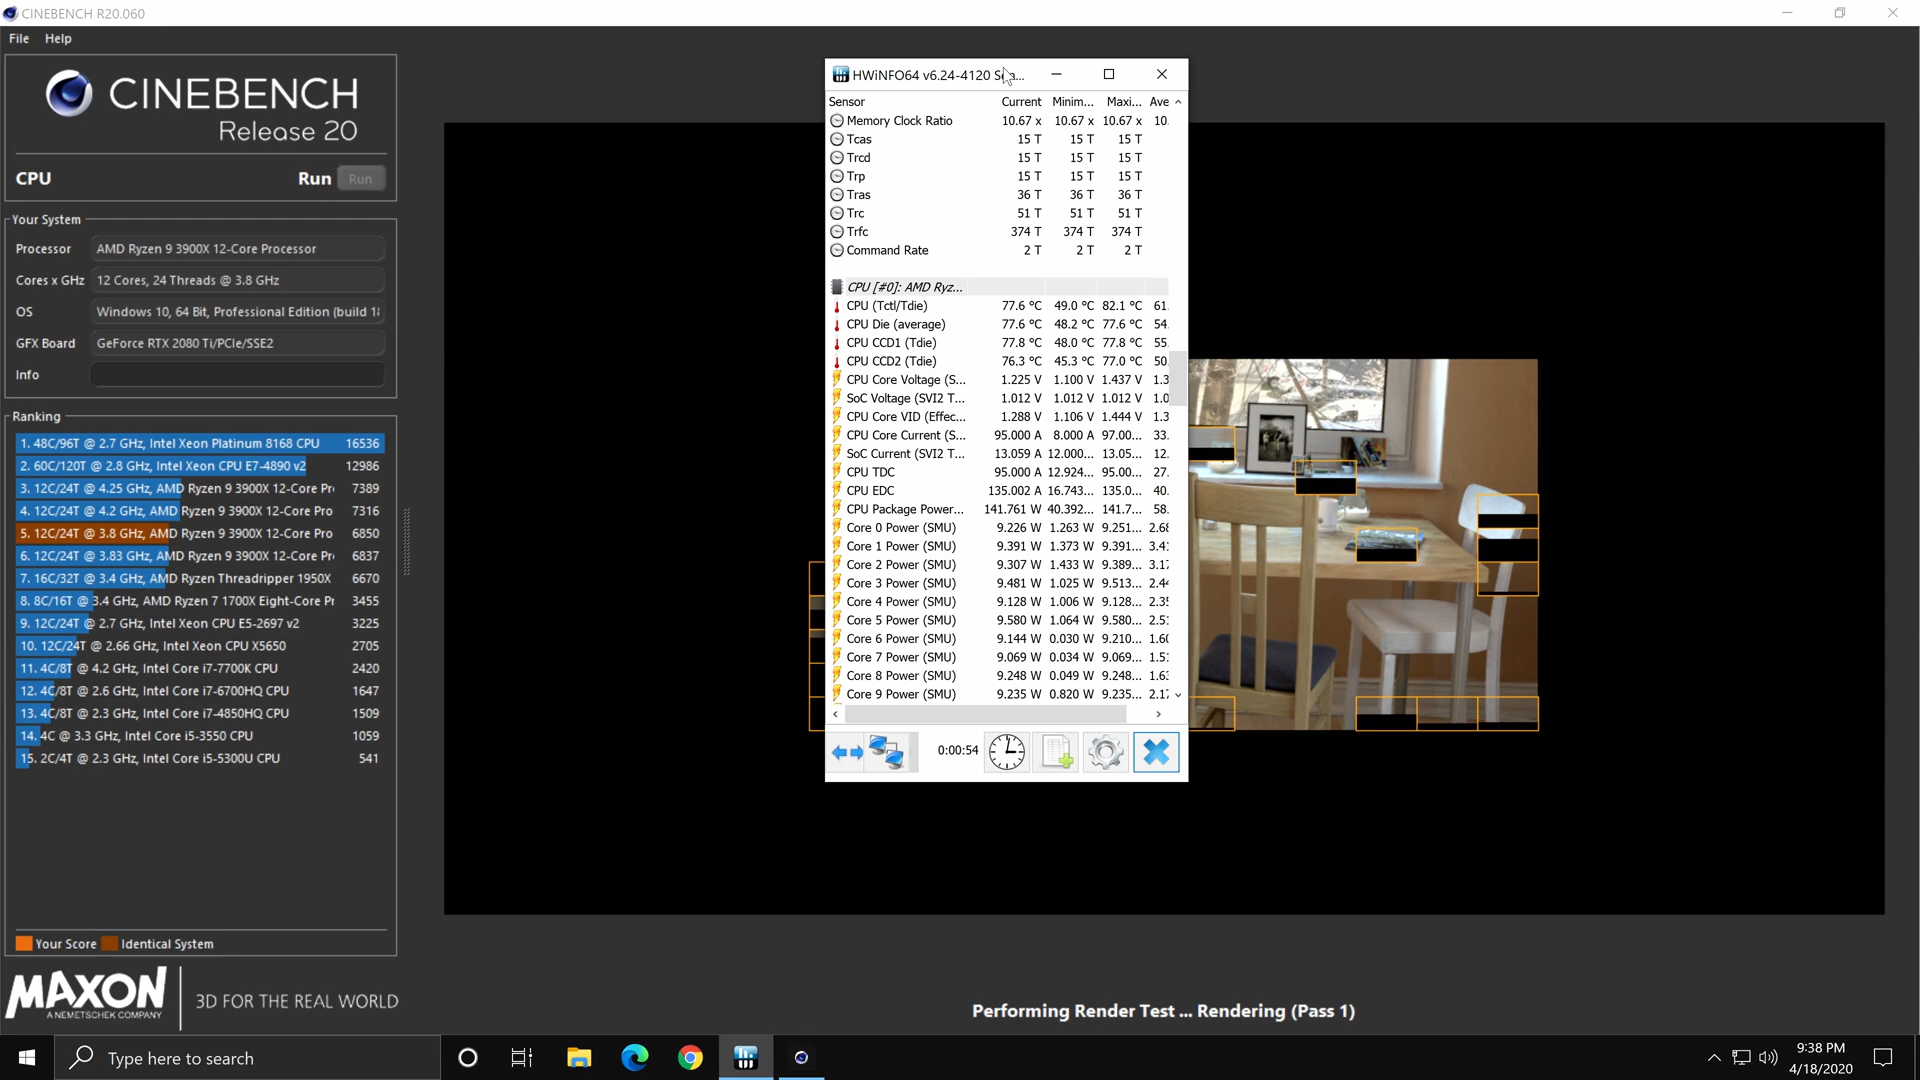 CINEBENCH R20.060
File Help
CINEBENCH
Release 20
CPU Run Run
Your System
Processor AMD Ryzen 9 3900X 12-Core Processor
Cores x GHz 12 Cores, 24 Threads @ 3.8 GHz
OS Windows 10, 64 Bit, Professional Edition (build 18
GFX Board GeForce RTX 2080 Ti/PCIe/SSE2
Info
Ranking
1. 48C/96T @ 2.7 GHz, Intel Xeon Platinum 8168 CPU 16536
2. 60C/120T @ 2.8 GHz, Intel Xeon CPU E7-4890 v2 12986
3. 12C/24T @ 4.25 GHz, AMD Ryzen 9 3900X 12-Core Pr 7389
4. 12C/24T @ 4.2 GHz, AMD Ryzen 9 3900X 12-Core Pro 7316
5. 12C/24T @ 3.8 GHz, AMD Ryzen 9 3900X 12-Core Pro 6850
6. 12C/24T @ 3.83 GHz, AMD Ryzen 9 3900X 12-Core Pr 6837
7. 16C/32T @ 3.4 GHz, AMD Ryzen Threadripper 1950X 6670
8. 8C/16T @ 3.4 GHz, AMD Ryzen 7 1700X Eight-Core Pr 3455
9. 12C/24T @ 2.7 GHz, Intel Xeon CPU E5-2697 v2 3225
10. 12C/24T @ 2.66 GHz, Intel Xeon CPU X5650 2705
11. 4C/8T @ 4.2 GHz, Intel Core i7-7700K CPU 2420
12. 4C/8T @ 2.6 GHz, Intel Core i7-6700HQ CPU 1647
13. 4C/8T @ 2.3 GHz, Intel Core i7-4850HQ CPU 1509
14. 4C @ 3.3 GHz, Intel Core i5-3550 CPU 1059
15. 2C/4T @ 2.3 GHz, Intel Core i5-5300U CPU 541
Your Score Identical System
MAXON
A NEMETSCHEK COMPANY
3D FOR THE REAL WORLD
HWiNFO64 v6.24-4120 Se...
Sensor Current Minim... Maxi... Ave
Memory Clock Ratio 10.67 x 10.67 x 10.67 x 10.
Tcas 15 T 15 T 15 T
Trcd 15 T 15 T 15 T
Trp 15 T 15 T 15 T
Tras 36 T 36 T 36 T
Trc 51 T 51 T 51 T
Trfc 374 T 374 T 374 T
Command Rate 2 T 2 T 2 T
CPU [#0]: AMD Ryz...
CPU (Tctl/Tdie) 77.6 °C 49.0 °C 82.1 °C 61.
CPU Die (average) 77.6 °C 48.2 °C 77.6 °C 54.
CPU CCD1 (Tdie) 77.8 °C 48.0 °C 77.8 °C 55.
CPU CCD2 (Tdie) 76.3 °C 45.3 °C 77.0 °C 50.
CPU Core Voltage (S... 1.225 V 1.100 V 1.437 V 1.3
SoC Voltage (SVI2 T... 1.012 V 1.012 V 1.012 V 1.0
CPU Core VID (Effec... 1.288 V 1.106 V 1.444 V 1.3
CPU Core Current (S... 95.000 A 8.000 A 97.00... 33.
SoC Current (SVI2 T... 13.059 A 12.000... 13.05... 12.
CPU TDC 95.000 A 12.924... 95.00... 27.
CPU EDC 135.002 A 16.743... 135.0... 40.
CPU Package Power... 141.761 W 40.392... 141.7... 58.
Core 0 Power (SMU) 9.226 W 1.263 W 9.251... 2.68
Core 1 Power (SMU) 9.391 W 1.373 W 9.391... 3.41
Core 2 Power (SMU) 9.307 W 1.433 W 9.389... 3.17
Core 3 Power (SMU) 9.481 W 1.025 W 9.513... 2.44
Core 4 Power (SMU) 9.128 W 1.006 W 9.128... 2.35
Core 5 Power (SMU) 9.580 W 1.064 W 9.580... 2.51
Core 6 Power (SMU) 9.144 W 0.030 W 9.210... 1.60
Core 7 Power (SMU) 9.069 W 0.034 W 9.069... 1.51
Core 8 Power (SMU) 9.248 W 0.049 W 9.248... 1.63
Core 9 Power (SMU) 9.235 W 0.820 W 9.235... 2.17
0:00:54
Performing Render Test ... Rendering (Pass 1)
Type here to search
9:38 PM
4/18/2020